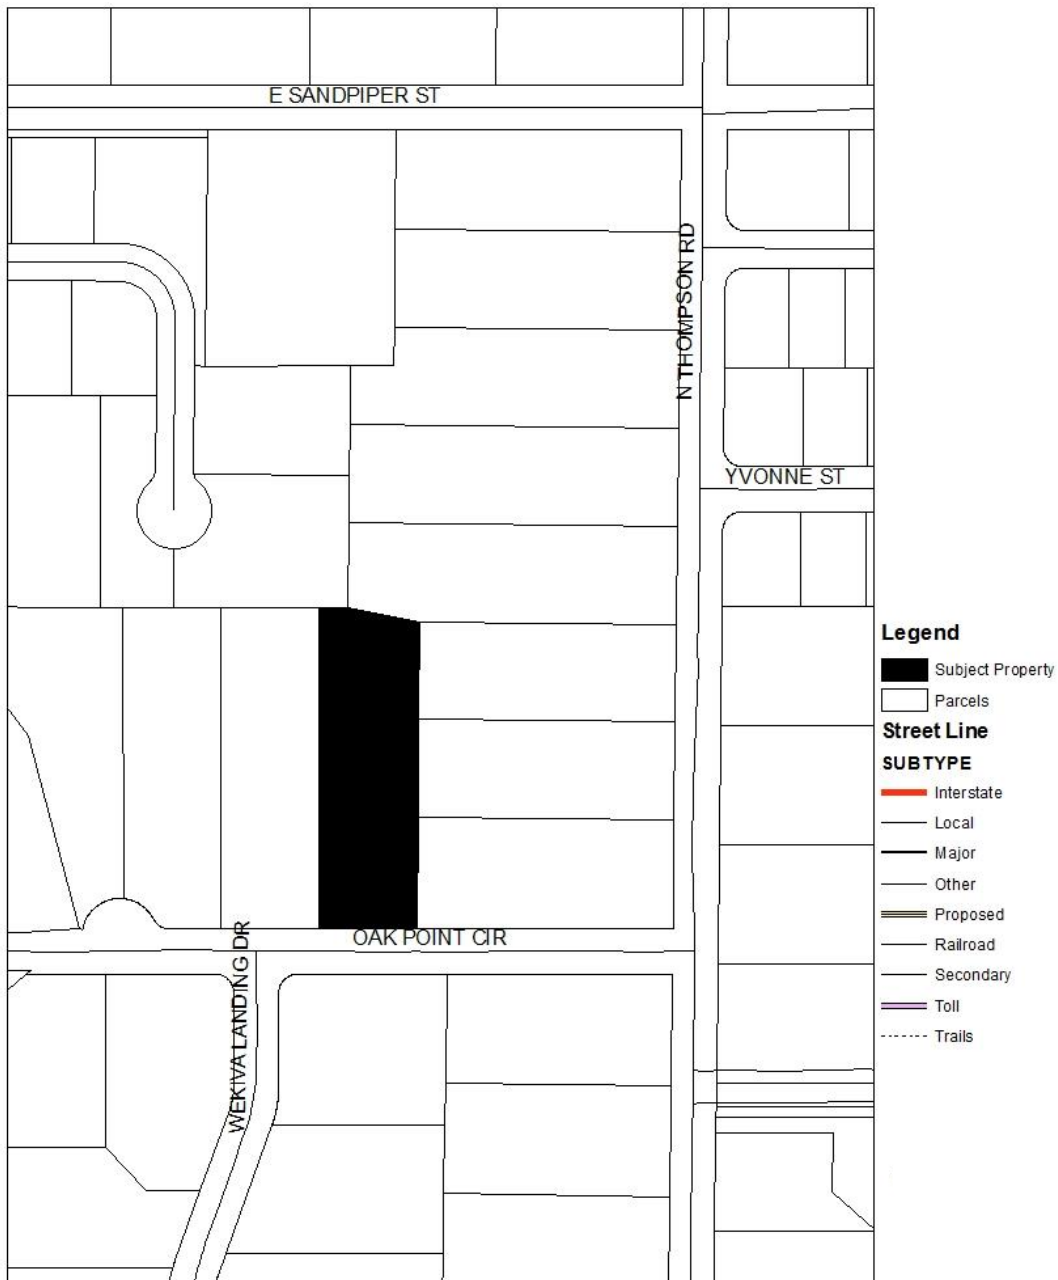 E SANDPIPER ST
N THOMPSON RD
YVONNE ST
OAK POINT CIR
WEKIVA LANDING DR
Legend
Subject Property
Parcels
Street Line
SUBTYPE
Interstate
Local
Major
Other
Proposed
Railroad
Secondary
Toll
Trails